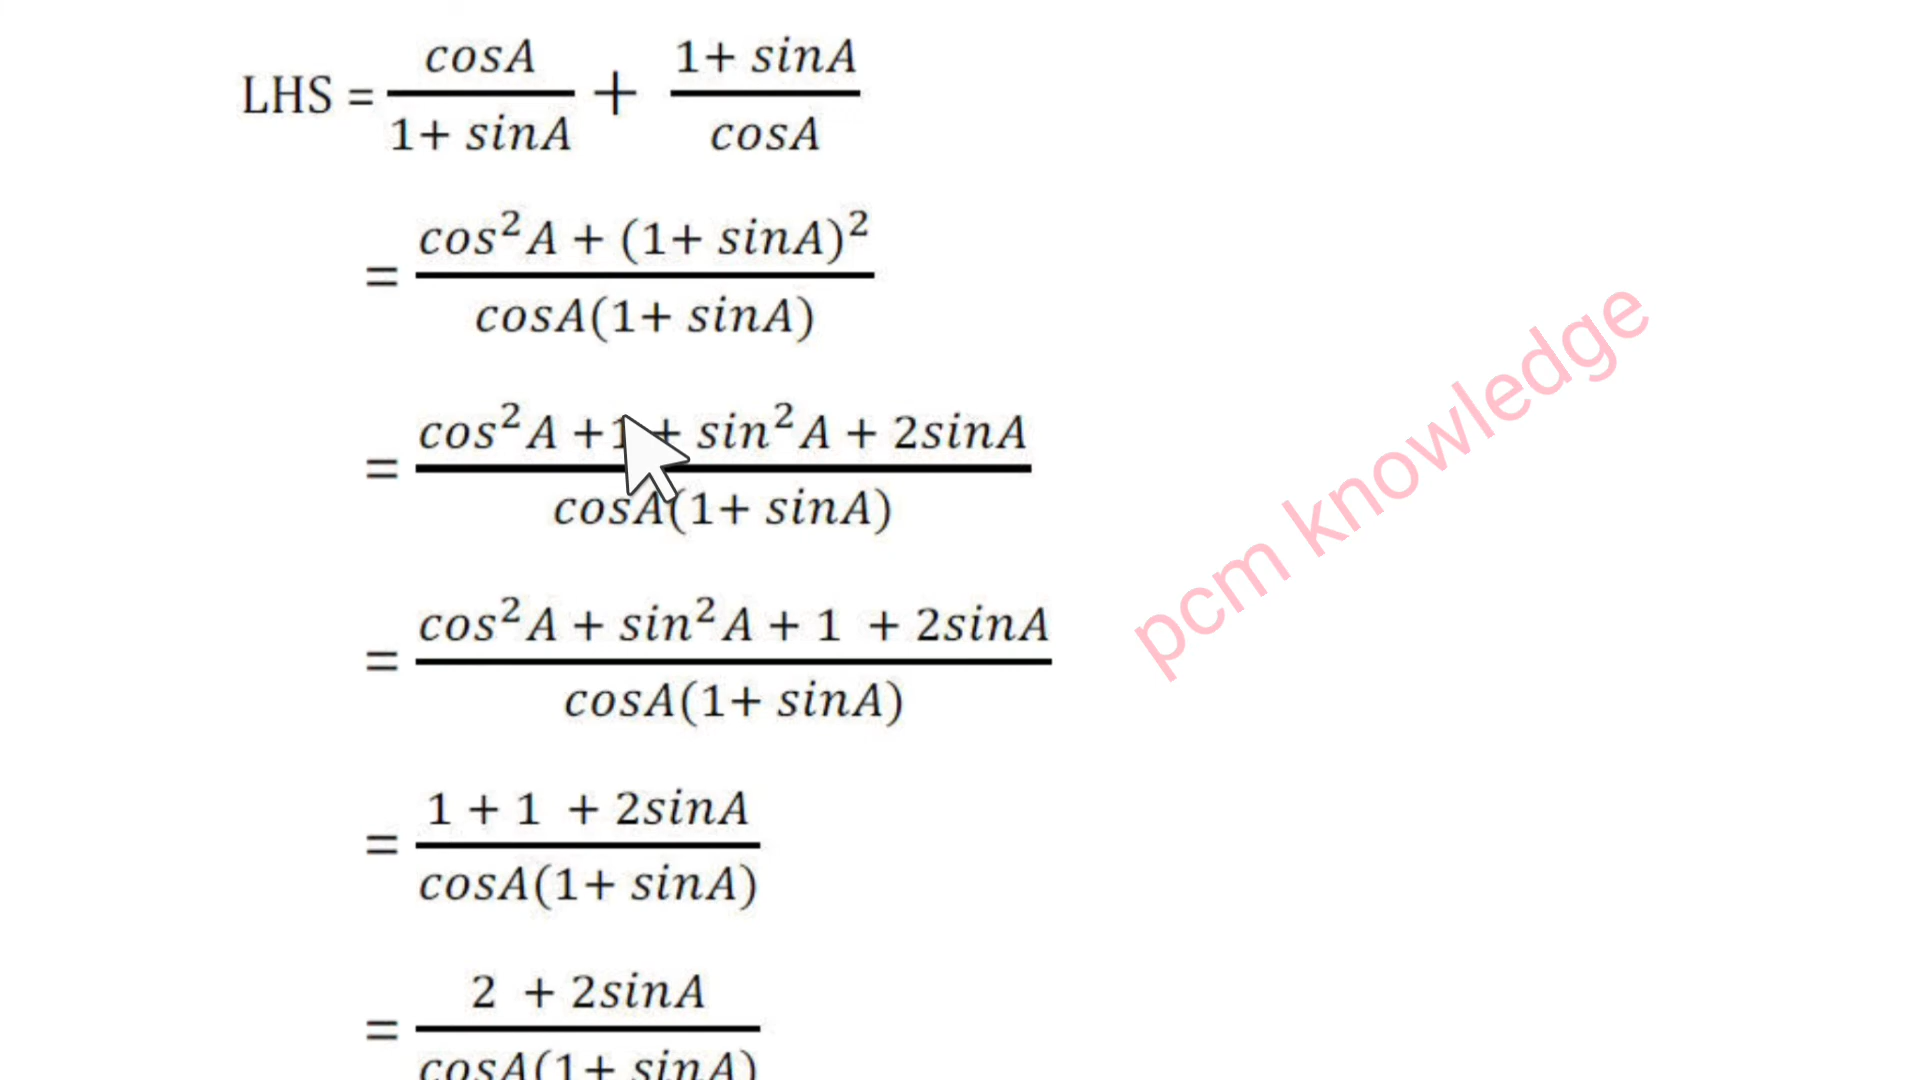 LHS = cosA / 1+ sinA + 1+ sinA / cosA
= cos²A + (1+ sinA)² / cosA(1+ sinA)
= cos²A +1 + sin²A + 2sinA / cosA(1+ sinA)
= cos²A + sin²A + 1 + 2sinA / cosA(1+ sinA)
= 1 + 1 + 2sinA / cosA(1+ sinA)
= 2 + 2sinA / cosA(1+ sinA)
pcm knowledge